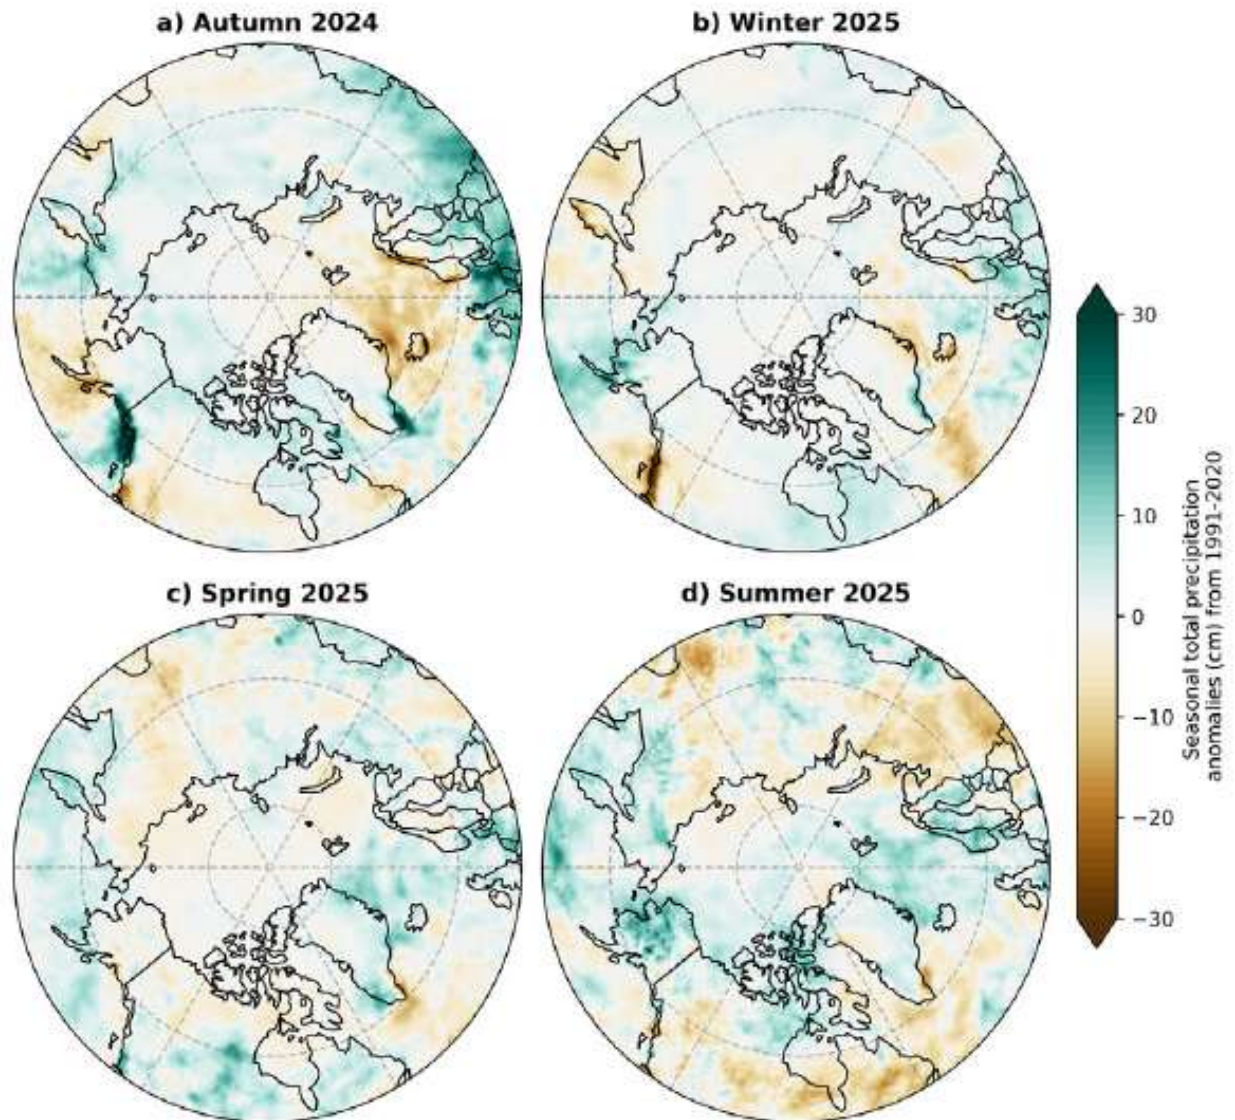 a) Autumn 2024
b) Winter 2025
c) Spring 2025
d) Summer 2025
30
20
10
0
−10
−20
−30
Seasonal total precipitation
anomalies (cm) from 1991-2020